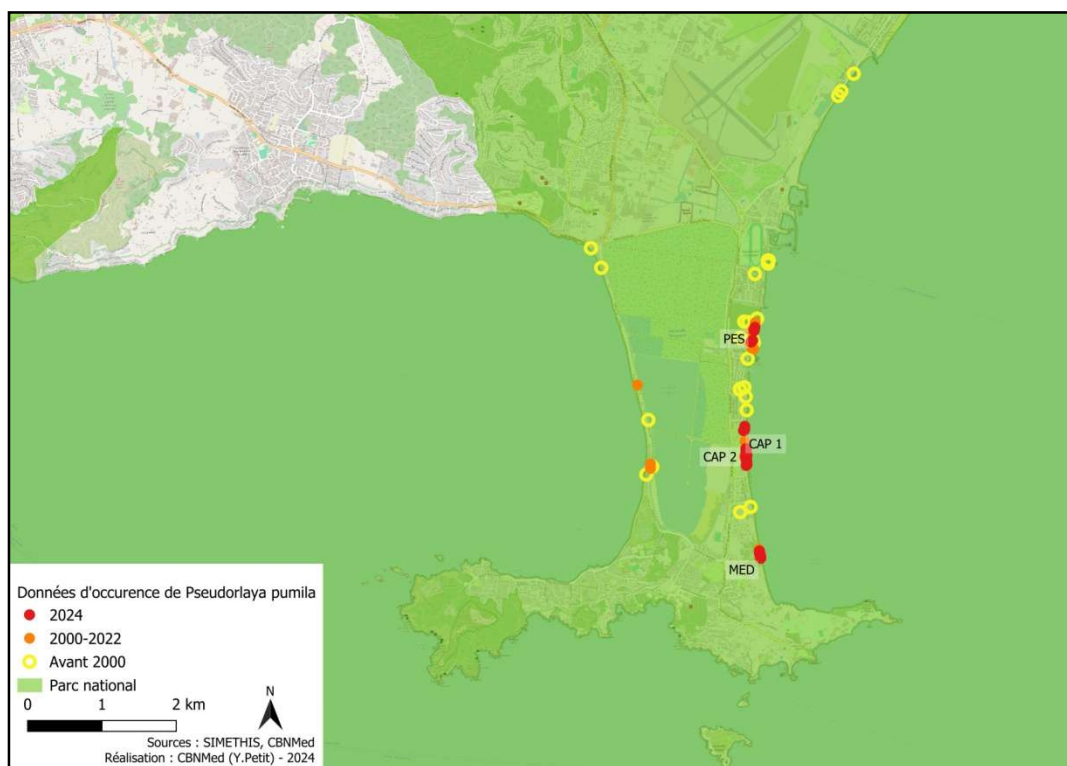 PES
CAP 1
CAP 2
MED
Données d'occurence de Pseudorlaya pumila
2024
2000-2022
Avant 2000
Parc national
0 1 2 km
N
Sources : SIMETHIS, CBNMed
Réalisation : CBNMed (Y.Petit) - 2024